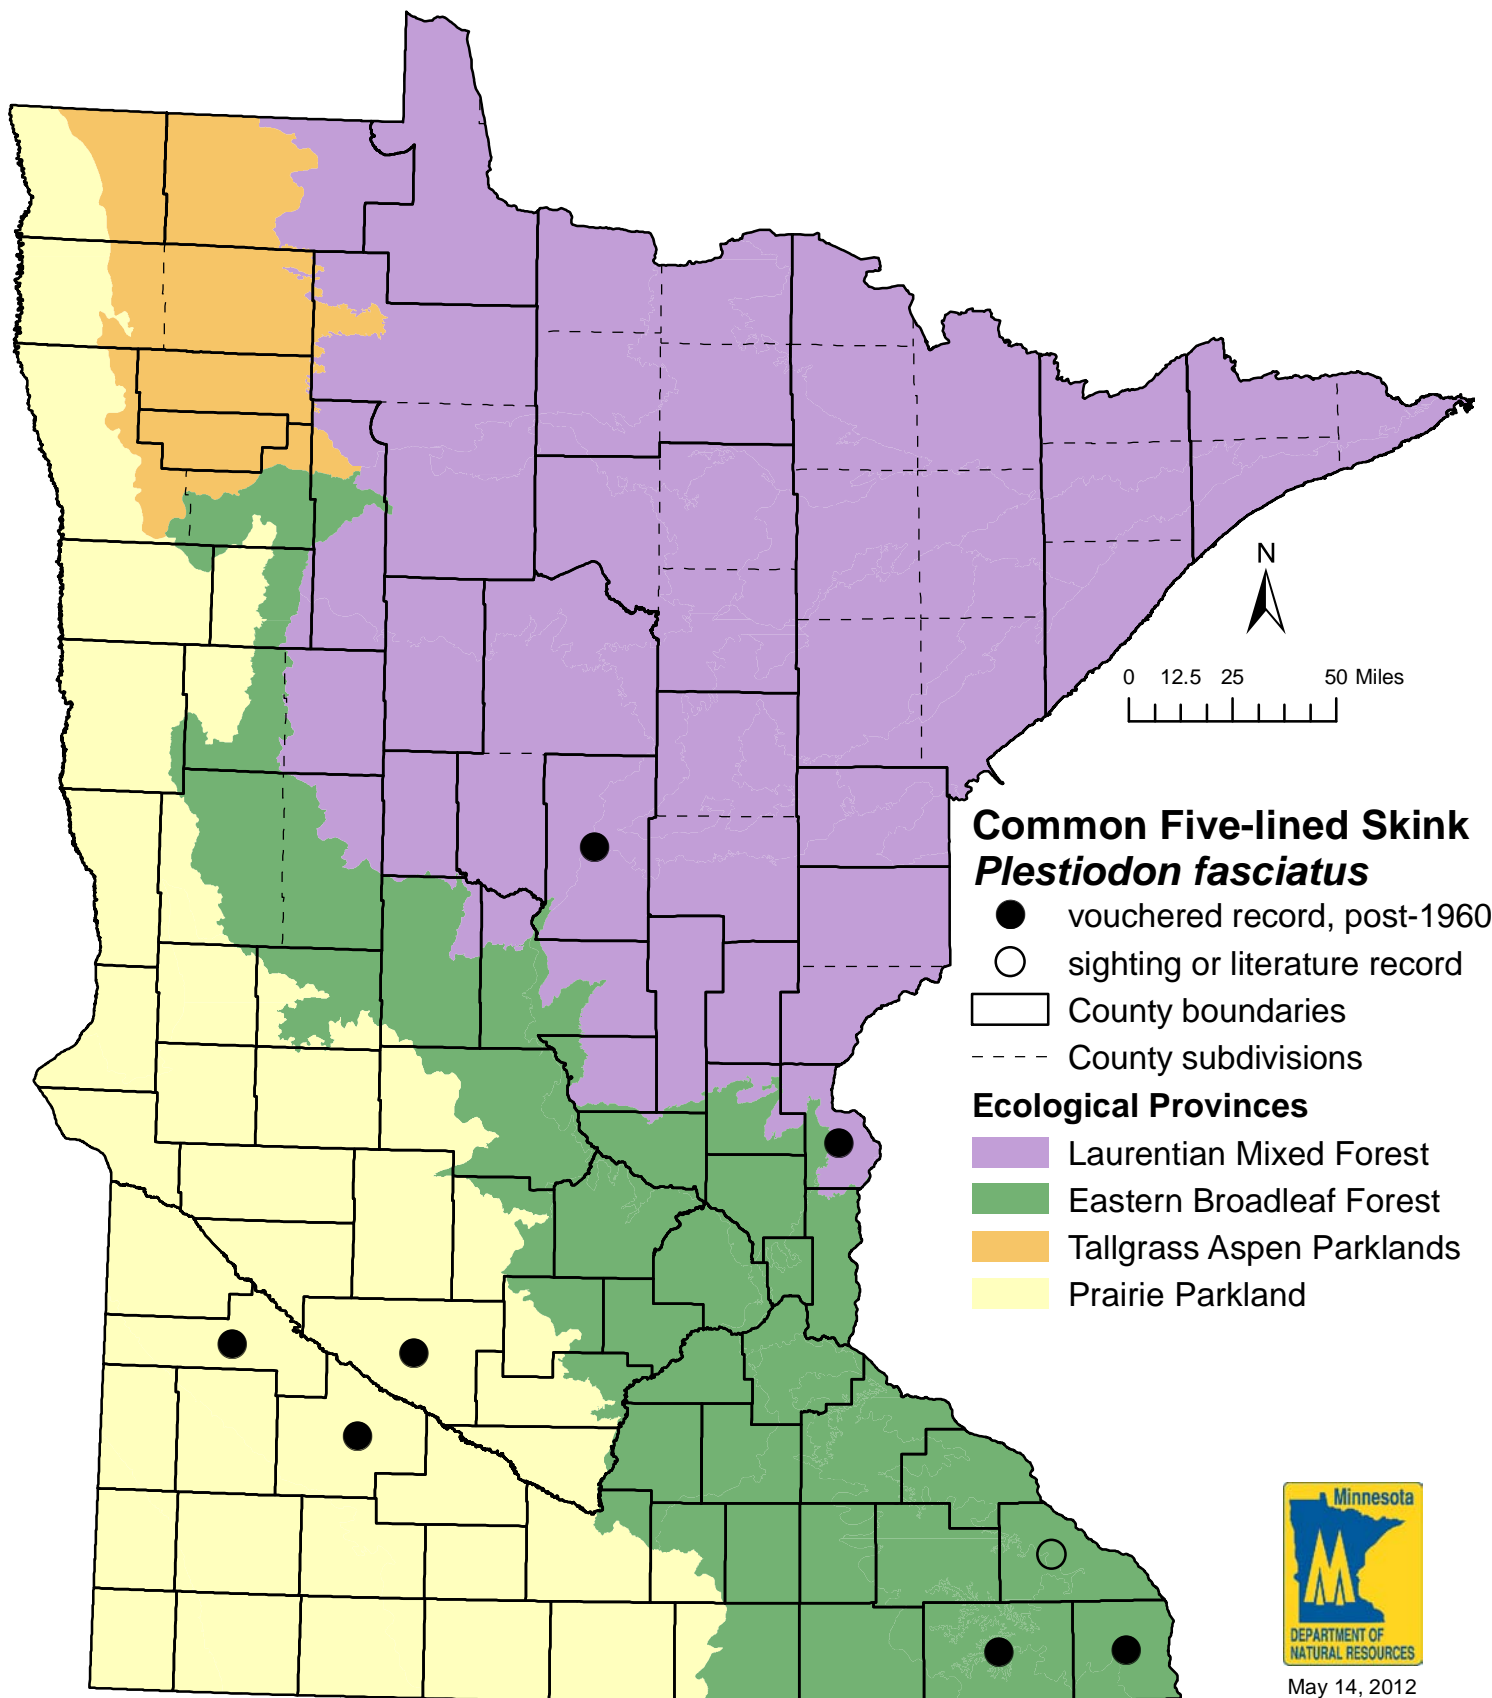 N
0 12.5 25 50 Miles
Common Five-lined Skink
Plestiodon fasciatus
vouchered record, post-1960
sighting or literature record
County boundaries
County subdivisions
Ecological Provinces
Laurentian Mixed Forest
Eastern Broadleaf Forest
Tallgrass Aspen Parklands
Prairie Parkland
Minnesota
DEPARTMENT OF
NATURAL RESOURCES
May 14, 2012